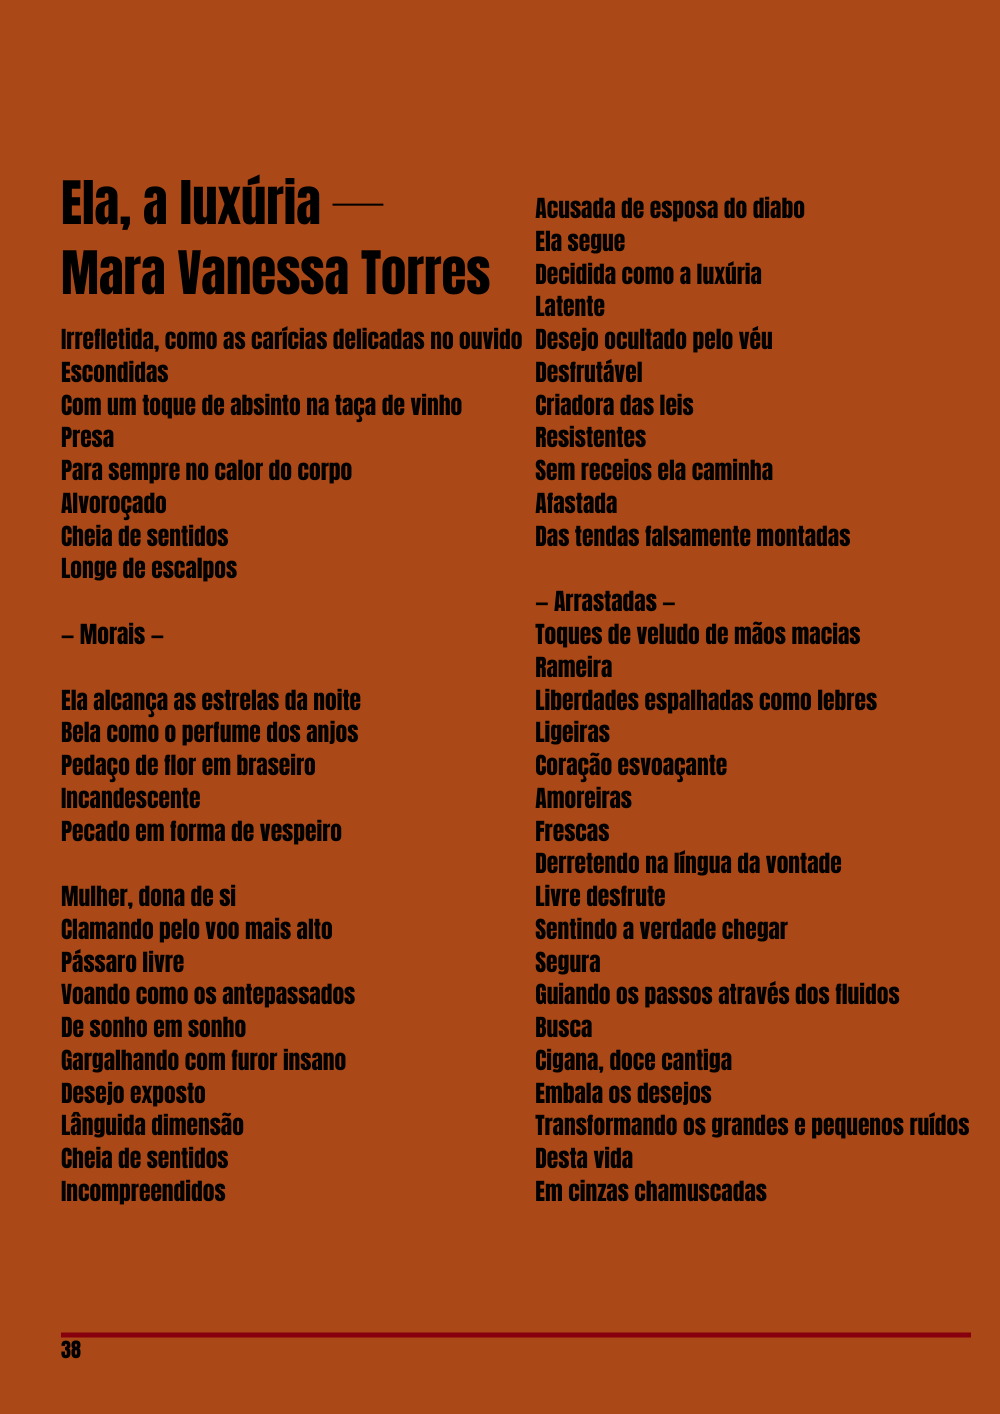 Ela, a luxúria —
Mara Vanessa Torres
Irrefletida, como as carícias delicadas no ouvido
Escondidas
Com um toque de absinto na taça de vinho
Presa
Para sempre no calor do corpo
Alvoroçado
Cheia de sentidos
Longe de escalpos
– Morais –
Ela alcança as estrelas da noite
Bela como o perfume dos anjos
Pedaço de flor em braseiro
Incandescente
Pecado em forma de vespeiro
Mulher, dona de si
Clamando pelo voo mais alto
Pássaro livre
Voando como os antepassados
De sonho em sonho
Gargalhando com furor insano
Desejo exposto
Lânguida dimensão
Cheia de sentidos
Incompreendidos
Acusada de esposa do diabo
Ela segue
Decidida como a luxúria
Latente
Desejo ocultado pelo véu
Desfrutável
Criadora das leis
Resistentes
Sem receios ela caminha
Afastada
Das tendas falsamente montadas
– Arrastadas –
Toques de veludo de mãos macias
Rameira
Liberdades espalhadas como lebres
Ligeiras
Coração esvoaçante
Amoreiras
Frescas
Derretendo na língua da vontade
Livre desfrute
Sentindo a verdade chegar
Segura
Guiando os passos através dos fluidos
Busca
Cigana, doce cantiga
Embala os desejos
Transformando os grandes e pequenos ruídos
Desta vida
Em cinzas chamuscadas
38